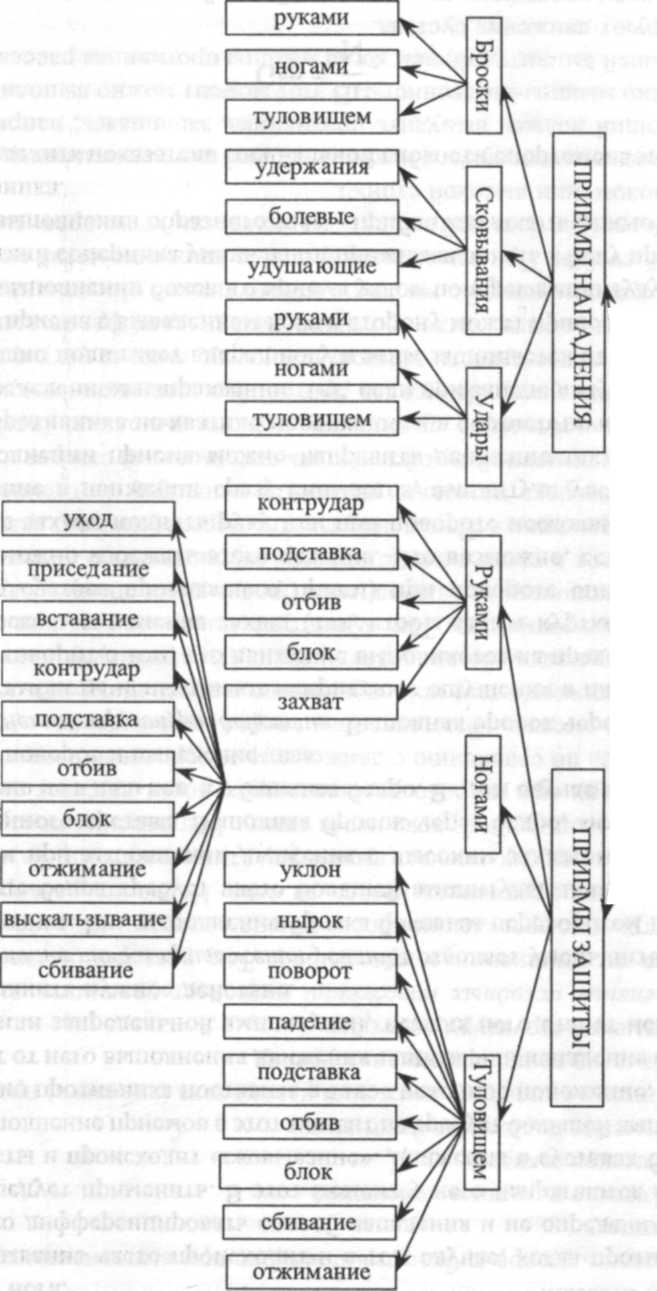 ПРИЕМЫ НАПАДЕНИЯ
Броски
руками
ногами
туловищем
Сковывания
удержания
болевые
удушающие
Удары
руками
ногами
туловищем
ПРИЕМЫ ЗАЩИТЫ
Руками
контрудар
подставка
отбив
блок
захват
Ногами
уход
приседание
вставание
контрудар
подставка
отбив
блок
отжимание
выскальзывание
сбивание
Туловищем
уклон
нырок
поворот
падение
подставка
отбив
блок
сбивание
отжимание